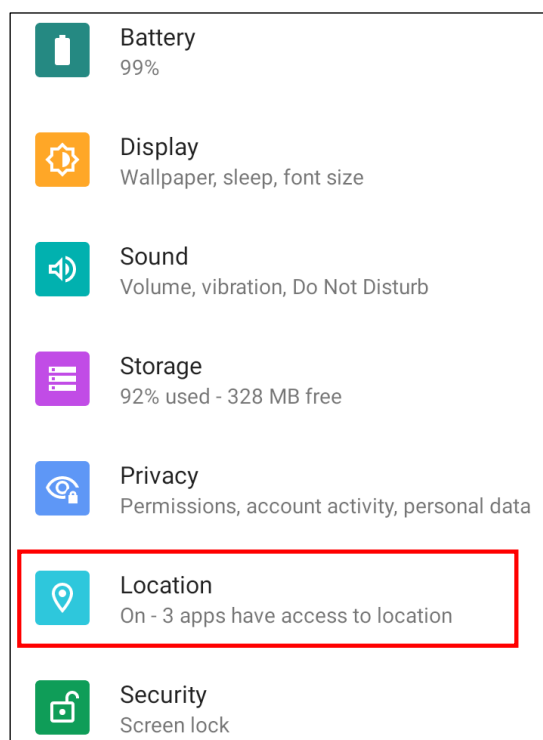 Battery
99%
Display
Wallpaper, sleep, font size
Sound
Volume, vibration, Do Not Disturb
Storage
92% used - 328 MB free
Privacy
Permissions, account activity, personal data
Location
On - 3 apps have access to location
Security
Screen lock